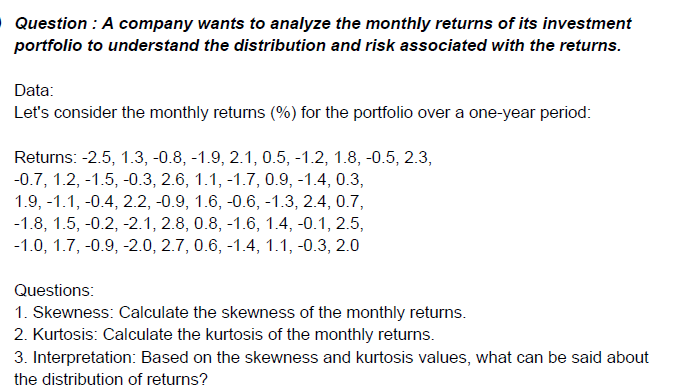 Question : A company wants to analyze the monthly returns of its investment
portfolio to understand the distribution and risk associated with the returns.
Data:
Let's consider the monthly returns (%) for the portfolio over a one-year period:
Returns: -2.5, 1.3, -0.8, -1.9, 2.1, 0.5, -1.2, 1.8, -0.5, 2.3,
-0.7, 1.2, -1.5, -0.3, 2.6, 1.1, -1.7, 0.9, -1.4, 0.3,
1.9, -1.1, -0.4, 2.2, -0.9, 1.6, -0.6, -1.3, 2.4, 0.7,
-1.8, 1.5, -0.2, -2.1, 2.8, 0.8, -1.6, 1.4, -0.1, 2.5,
-1.0, 1.7, -0.9, -2.0, 2.7, 0.6, -1.4, 1.1, -0.3, 2.0
Questions:
1. Skewness: Calculate the skewness of the monthly returns.
2. Kurtosis: Calculate the kurtosis of the monthly returns.
3. Interpretation: Based on the skewness and kurtosis values, what can be said about
the distribution of returns?